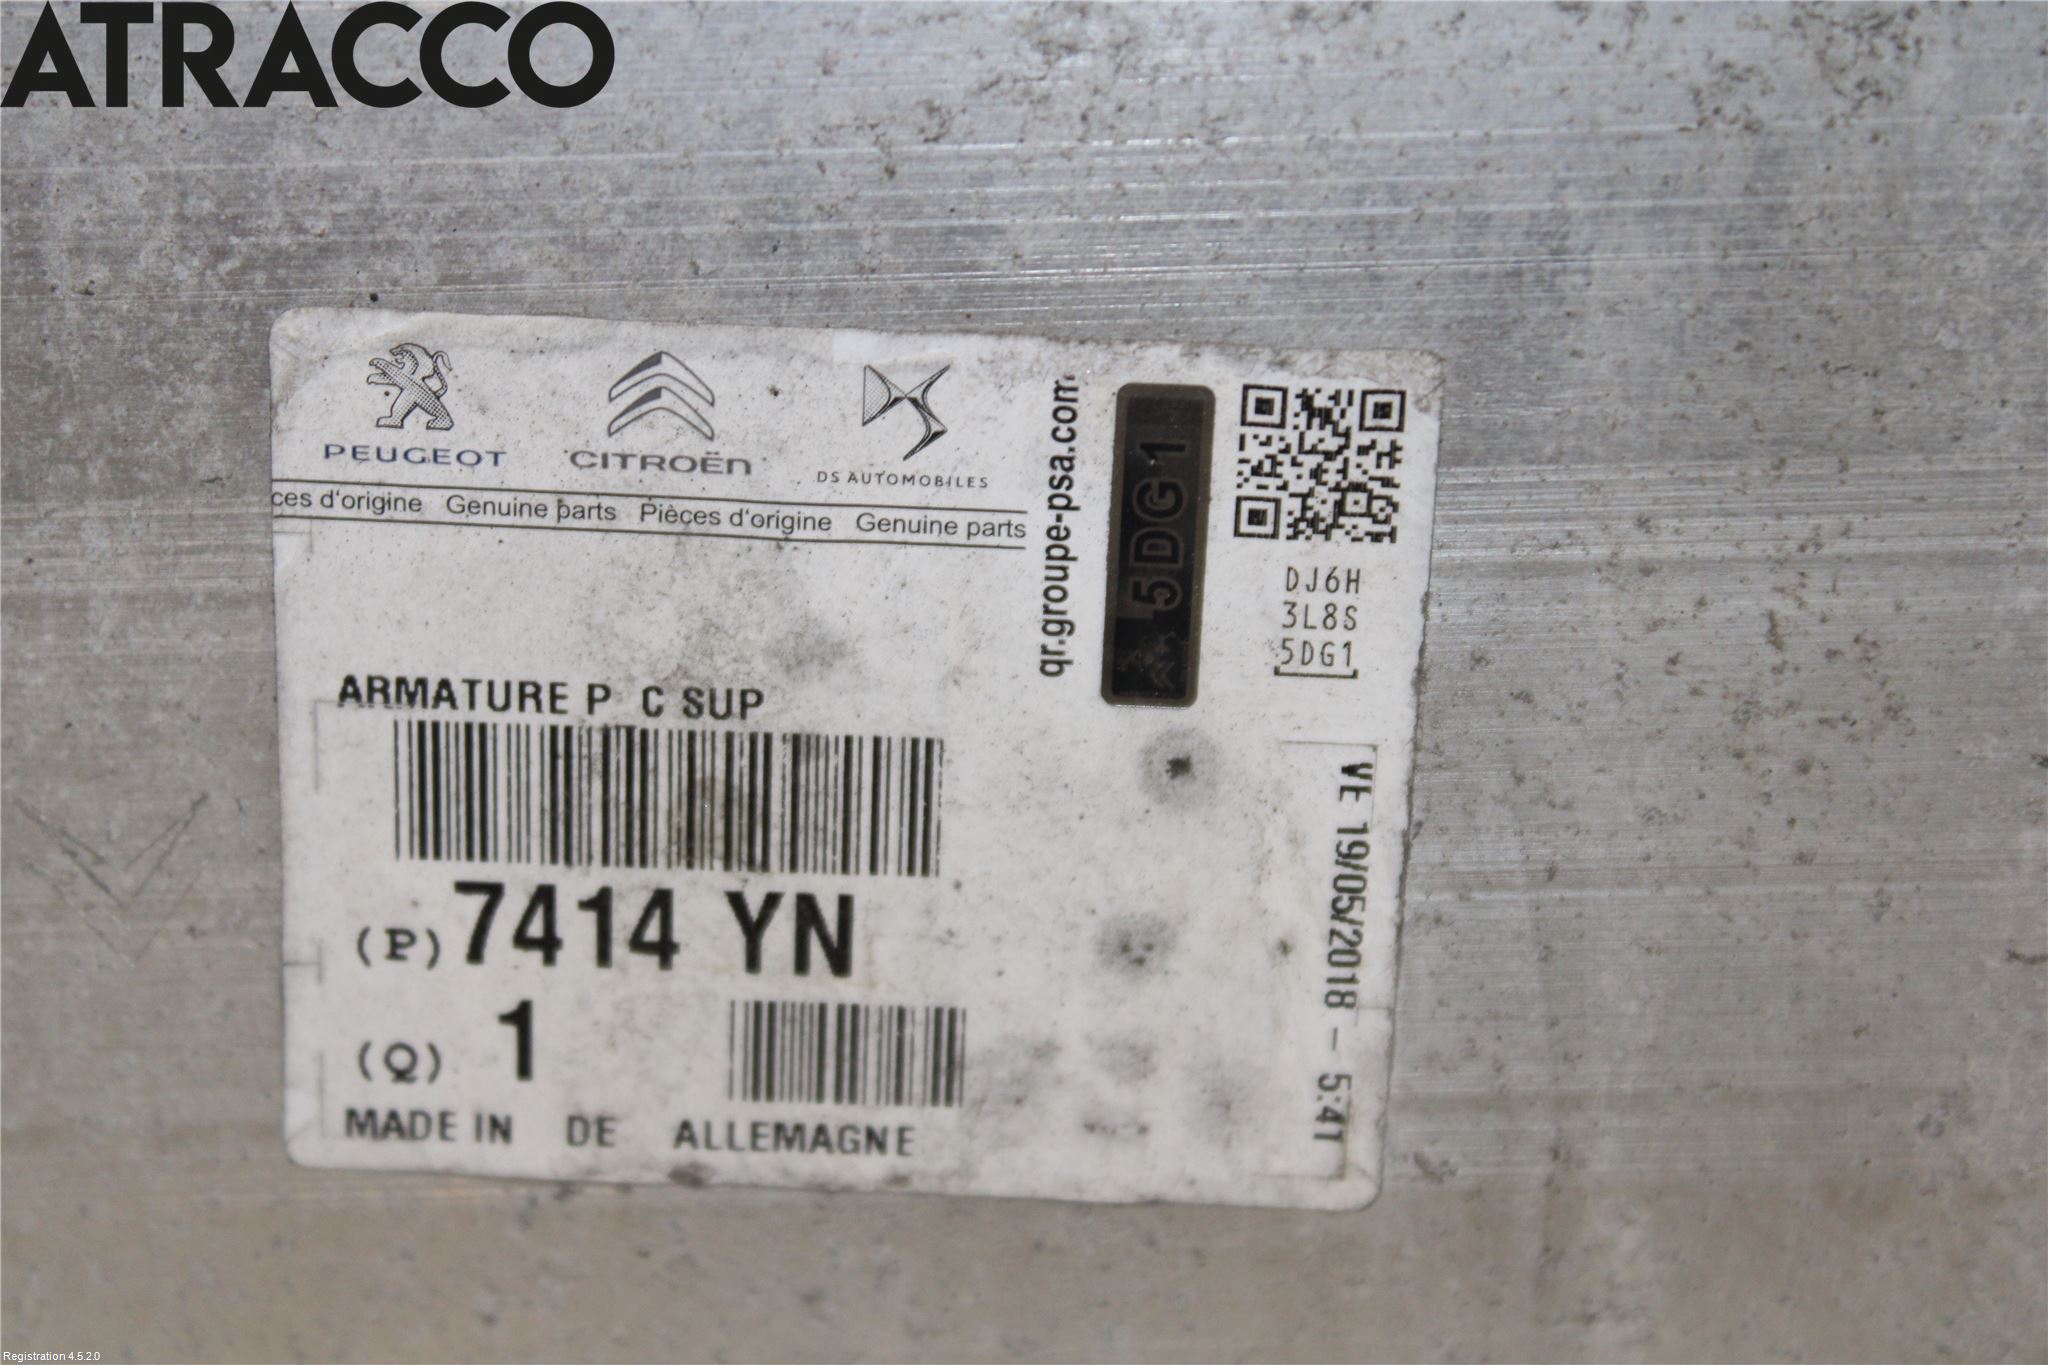 ATRACCO
PEUGEOT
CITROËN
DS AUTOMOBILES
ces d'origine Genuine parts Pièces d'origine Genuine parts
qr.groupe-psa.com
5DG1
DJ6H
3L8S
5DG1
ARMATURE P C SUP
(P) 7414 YN
(Q) 1
MADE IN DE ALLEMAGNE
VE 19/05/2018 - 5:41
Registration 4.5.2.0